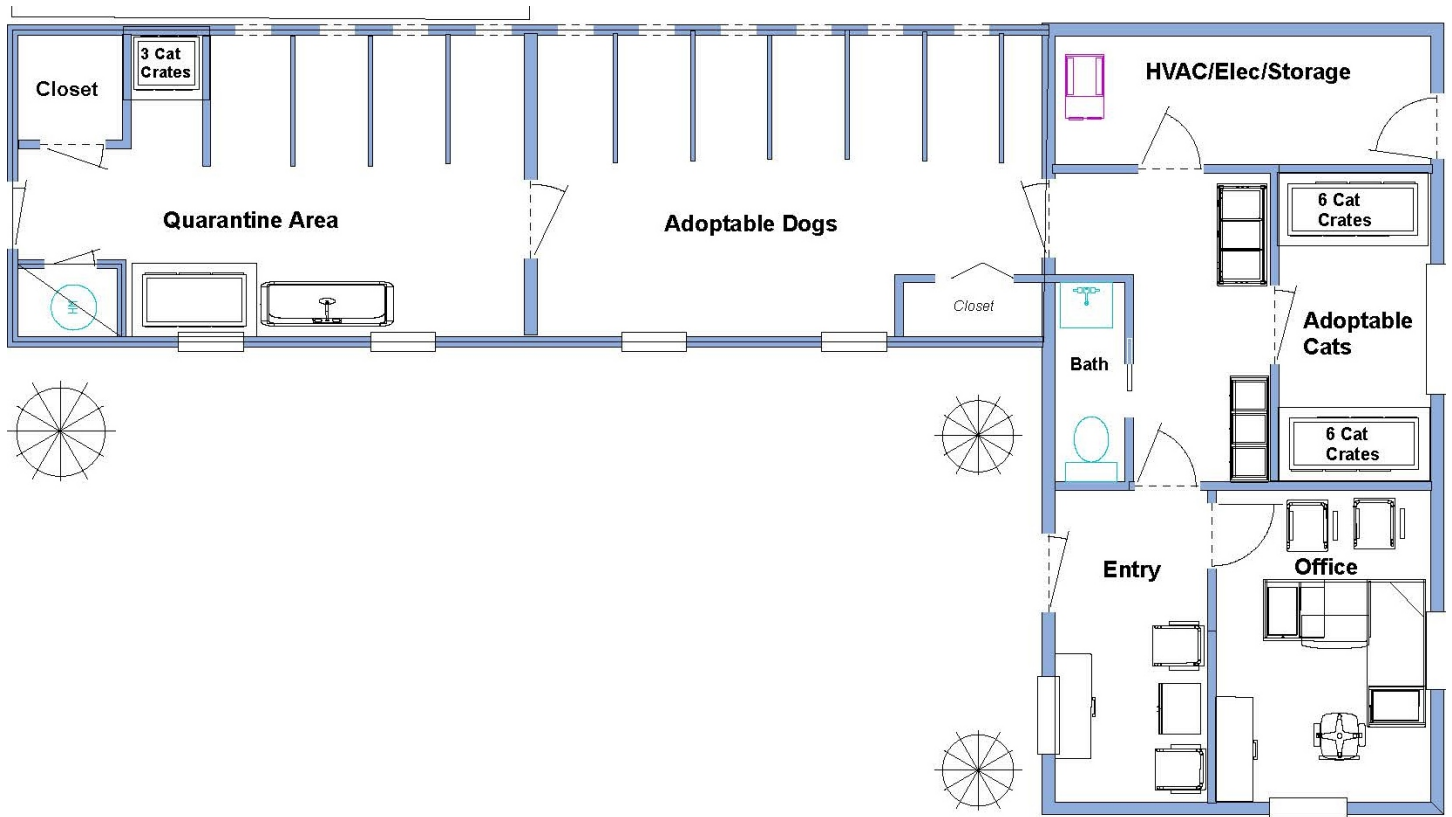 3 Cat
Crates
Closet
HVAC/Elec/Storage
Quarantine Area
Adoptable Dogs
6 Cat
Crates
Closet
Adoptable
Cats
Bath
6 Cat
Crates
Entry
Office
WH